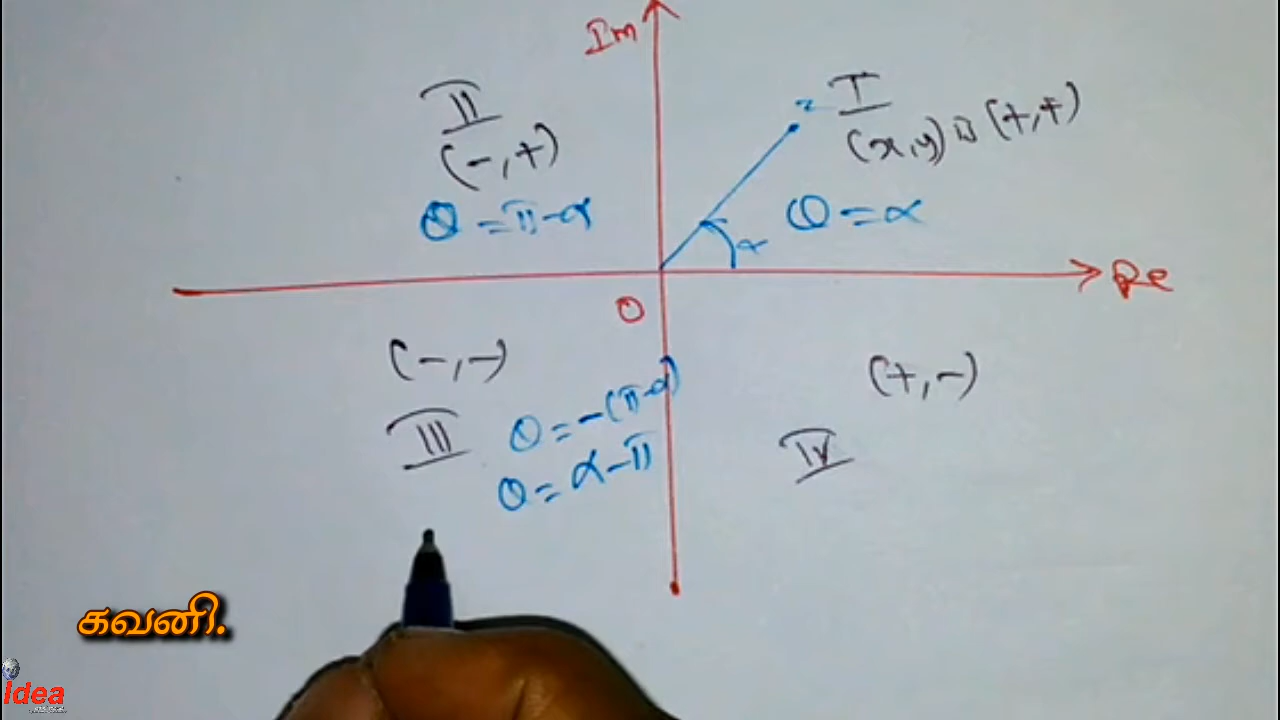 Im
II
(-,+)
θ = π-α
z
I
(x,y) is (+,+)
θ = α
α
Re
O
(-,-)
III
θ = -(π-α)
θ = α-π
(+,-)
IV
கவனி.
Idea